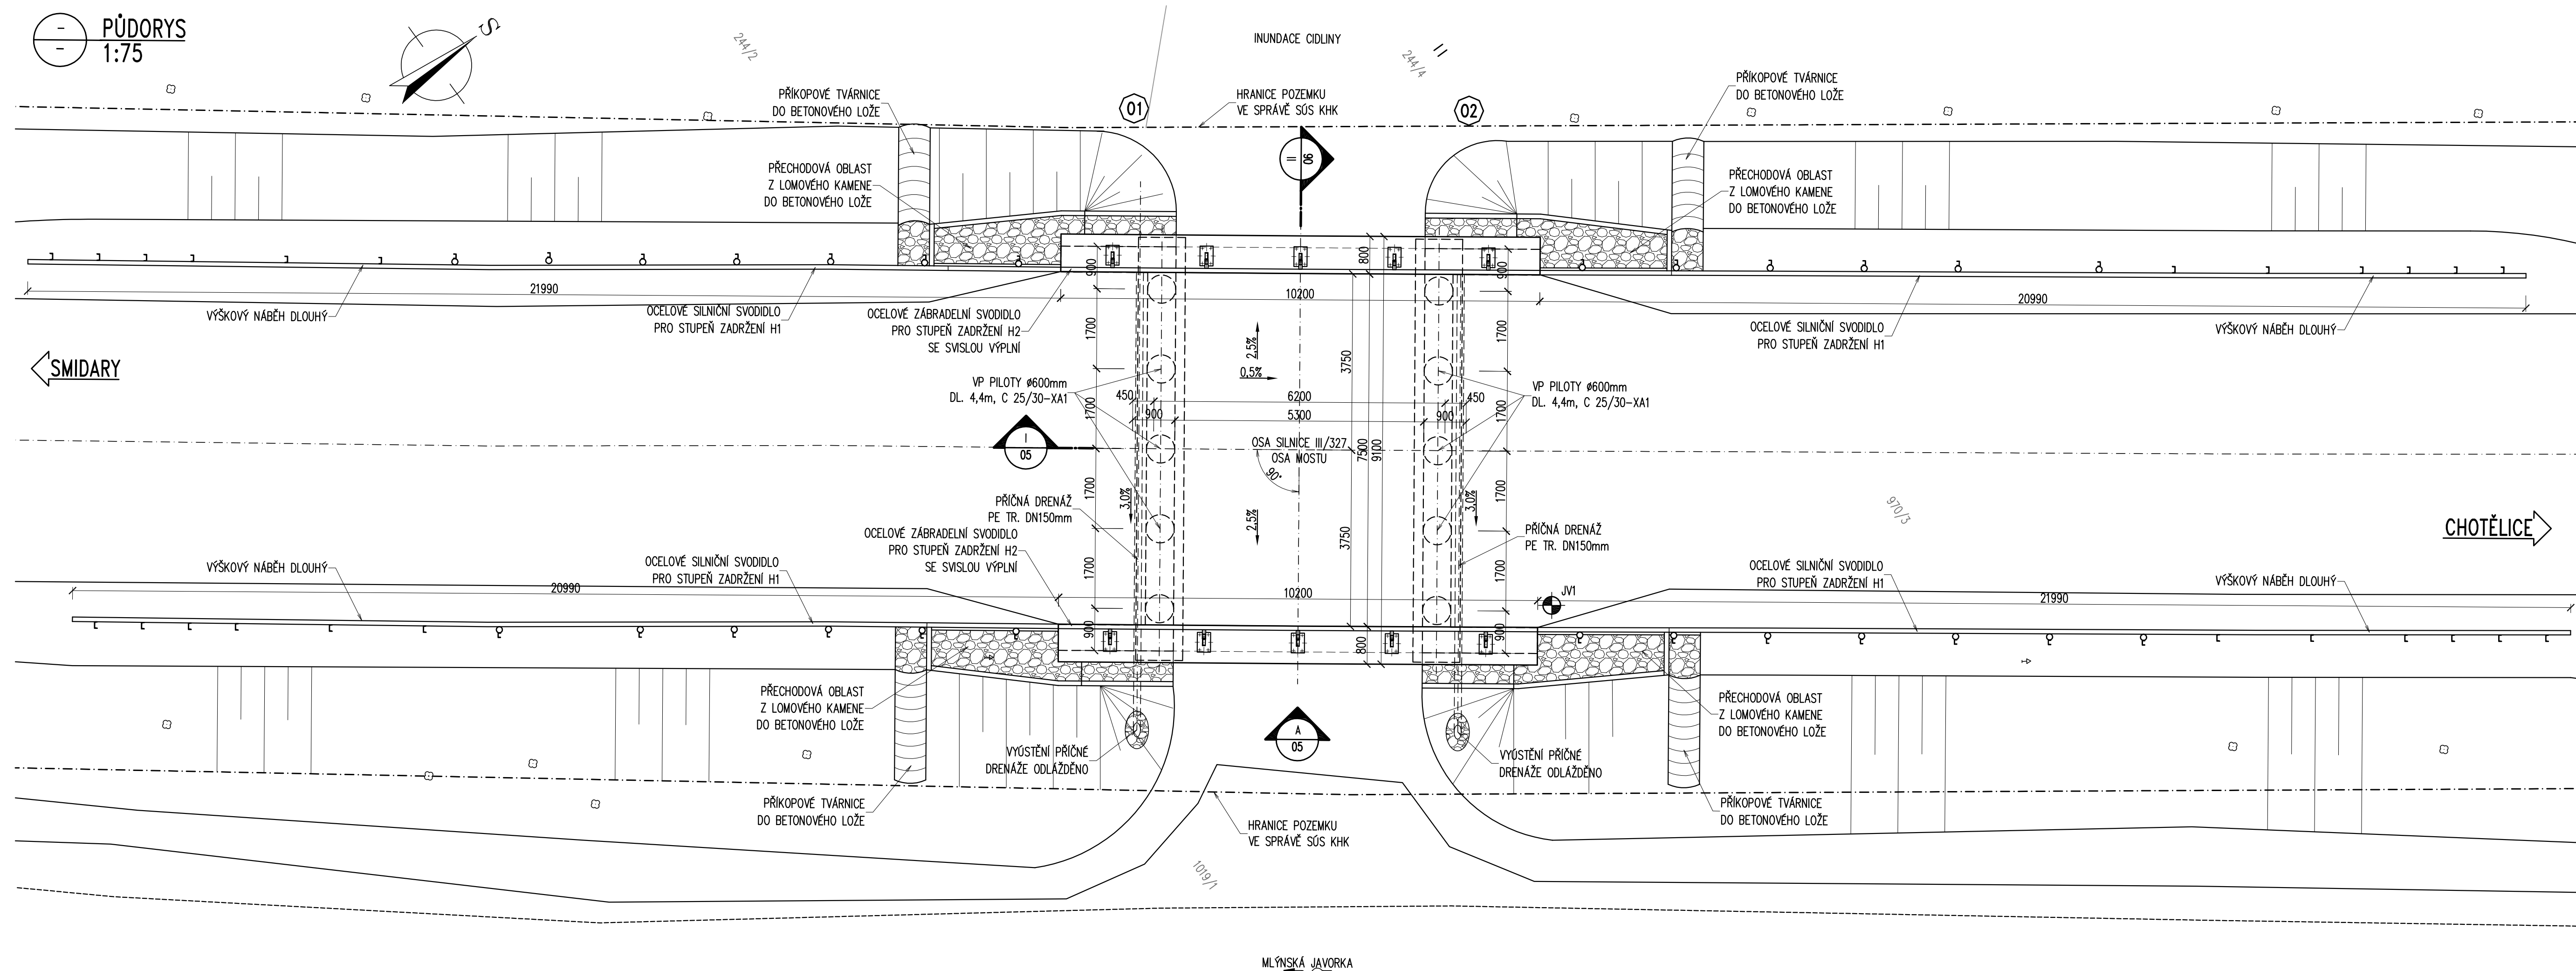 PŮDORYS
1:75
S
244/2
INUNDACE CIDLINY
244/4
PŘÍKOPOVÉ TVÁRNICE
DO BETONOVÉHO LOŽE
01
HRANICE POZEMKU
VE SPRÁVĚ SÚS KHK
02
PŘÍKOPOVÉ TVÁRNICE
DO BETONOVÉHO LOŽE
II
06
PŘECHODOVÁ OBLAST
Z LOMOVÉHO KAMENE
DO BETONOVÉHO LOŽE
PŘECHODOVÁ OBLAST
Z LOMOVÉHO KAMENE
DO BETONOVÉHO LOŽE
800
900
900
21990
10200
20990
VÝŠKOVÝ NÁBĚH DLOUHÝ
OCELOVÉ SILNIČNÍ SVODIDLO
PRO STUPEŇ ZADRŽENÍ H1
OCELOVÉ ZÁBRADELNÍ SVODIDLO
PRO STUPEŇ ZADRŽENÍ H2
SE SVISLOU VÝPLNÍ
1700
2,5%
0,5%
3750
1700
OCELOVÉ SILNIČNÍ SVODIDLO
PRO STUPEŇ ZADRŽENÍ H1
VÝŠKOVÝ NÁBĚH DLOUHÝ
SMIDARY
VP PILOTY ø600mm
DL. 4,4m, C 25/30-XA1
450
6200
450
VP PILOTY ø600mm
DL. 4,4m, C 25/30-XA1
1700
900
5300
900
1700
I
05
OSA SILNICE III/327
OSA MOSTU
90°
7500
9100
PŘÍČNÁ DRENÁŽ
PE TR. DN150mm
1700
3,0%
2,5%
3750
3,0%
1700
PŘÍČNÁ DRENÁŽ
PE TR. DN150mm
970/3
CHOTĚLICE
OCELOVÉ ZÁBRADELNÍ SVODIDLO
PRO STUPEŇ ZADRŽENÍ H2
SE SVISLOU VÝPLNÍ
VÝŠKOVÝ NÁBĚH DLOUHÝ
OCELOVÉ SILNIČNÍ SVODIDLO
PRO STUPEŇ ZADRŽENÍ H1
1700
1700
OCELOVÉ SILNIČNÍ SVODIDLO
PRO STUPEŇ ZADRŽENÍ H1
VÝŠKOVÝ NÁBĚH DLOUHÝ
20990
10200
JV1
21990
900
800
900
PŘECHODOVÁ OBLAST
Z LOMOVÉHO KAMENE
DO BETONOVÉHO LOŽE
PŘECHODOVÁ OBLAST
Z LOMOVÉHO KAMENE
DO BETONOVÉHO LOŽE
A
05
VYÚSTĚNÍ PŘÍČNÉ
DRENÁŽE ODLÁŽDĚNO
VYÚSTĚNÍ PŘÍČNÉ
DRENÁŽE ODLÁŽDĚNO
PŘÍKOPOVÉ TVÁRNICE
DO BETONOVÉHO LOŽE
PŘÍKOPOVÉ TVÁRNICE
DO BETONOVÉHO LOŽE
HRANICE POZEMKU
VE SPRÁVĚ SÚS KHK
1019/1
MLÝNSKÁ JAVORKA